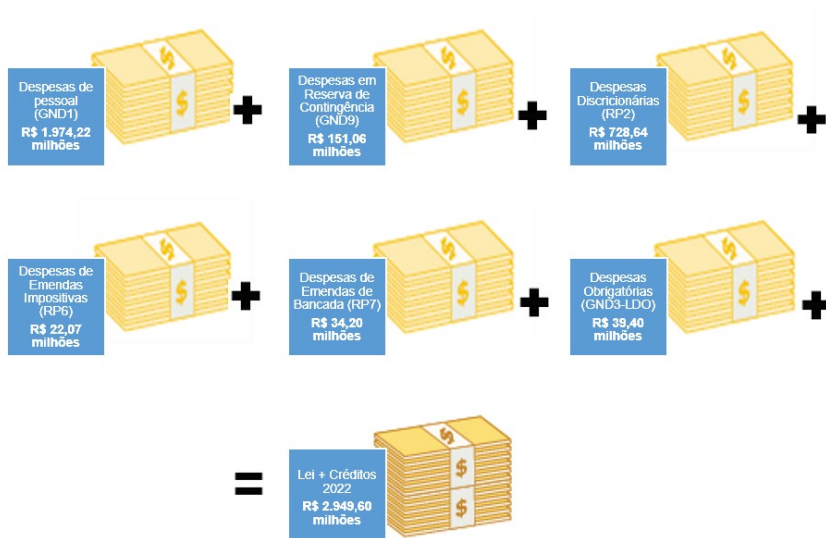 Despesas de
pessoal
(GND1)
R$ 1.974,22
milhões
+
Despesas em
Reserva de
Contingência
(GND9)
R$ 151,06
milhões
+
Despesas
Discricionárias
(RP2)
R$ 728,64
milhões
+
Despesas de
Emendas
Impositivas
(RP6)
R$ 22,07
milhões
+
Despesas de
Emendas de
Bancada (RP7)
R$ 34,20
milhões
+
Despesas
Obrigatórias
(GND3-LDO)
R$ 39,40
milhões
+
=
Lei + Créditos
2022
R$ 2.949,60
milhões